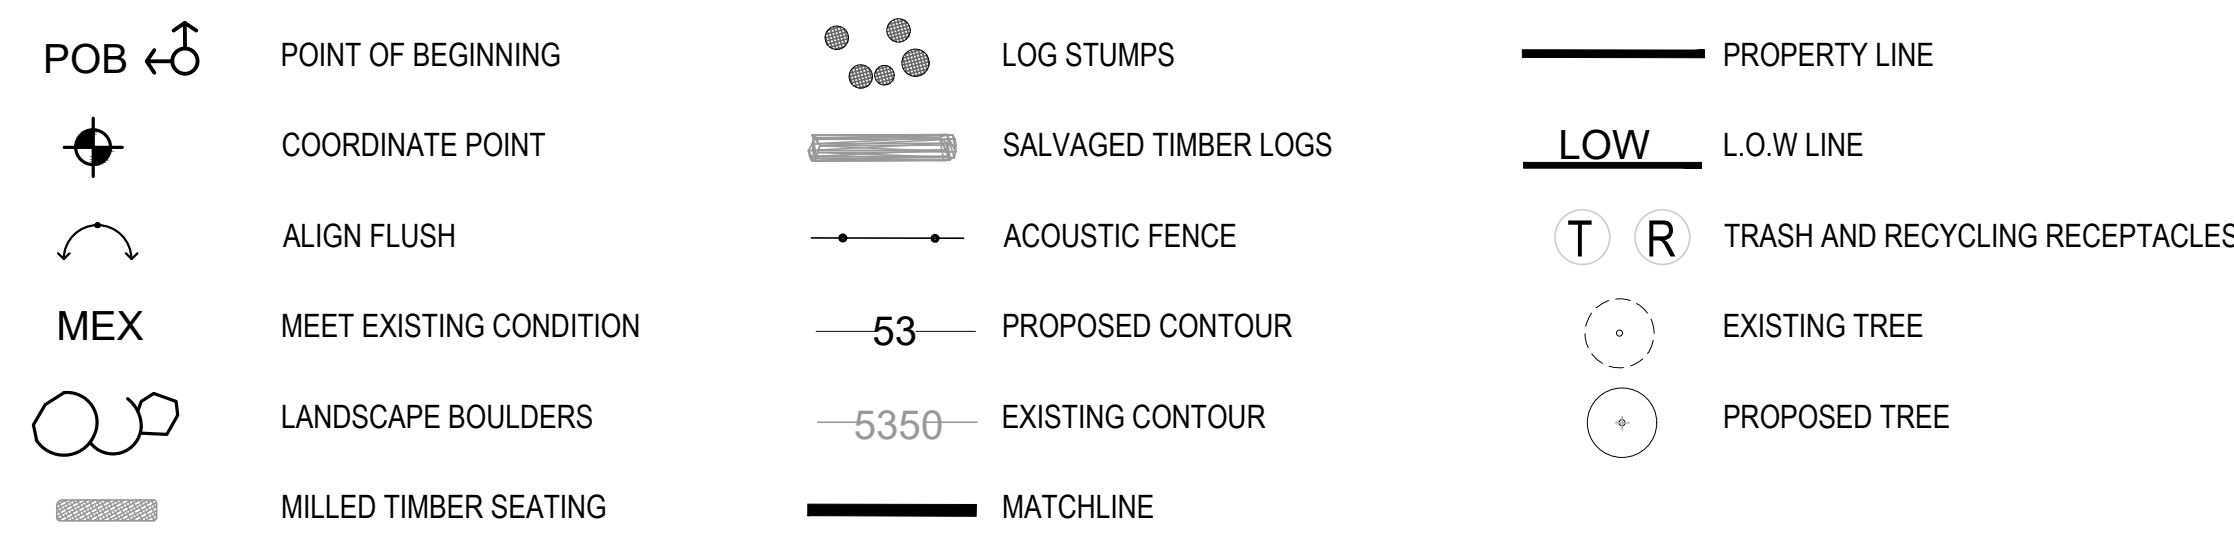 POB POINT OF BEGINNING
COORDINATE POINT
ALIGN FLUSH
MEX MEET EXISTING CONDITION
LANDSCAPE BOULDERS
MILLED TIMBER SEATING
LOG STUMPS
SALVAGED TIMBER LOGS
ACOUSTIC FENCE
53 PROPOSED CONTOUR
5350 EXISTING CONTOUR
MATCHLINE
PROPERTY LINE
LOW L.O.W LINE
T R TRASH AND RECYCLING RECEPTACLES
EXISTING TREE
PROPOSED TREE